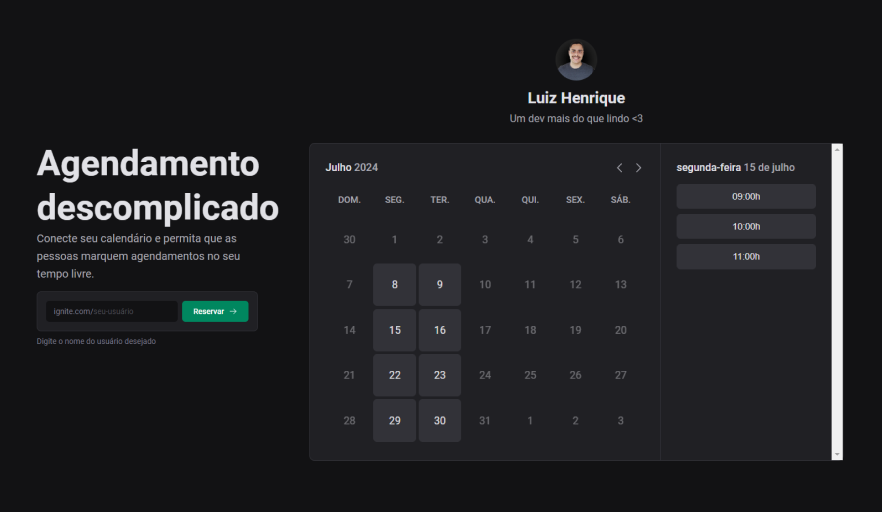 Agendamento
descomplicado
Conecte seu calendário e permita que as
pessoas marquem agendamentos no seu
tempo livre.
ignite.com/seu-usuário
Reservar →
Digite o nome do usuário desejado
Luiz Henrique
Um dev mais do que lindo <3
Julho 2024
DOM. SEG. TER. QUA. QUI. SEX. SÁB.
30 1 2 3 4 5 6
7 8 9 10 11 12 13
14 15 16 17 18 19 20
21 22 23 24 25 26 27
28 29 30 31 1 2 3
segunda-feira 15 de julho
09:00h
10:00h
11:00h